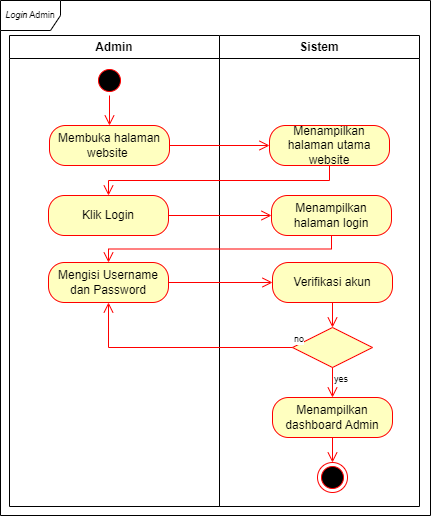 Login Admin
Admin
Sistem
Membuka halaman
website
Menampilkan
halaman utama
website
Klik Login
Menampilkan
halaman login
Mengisi Username
dan Password
Verifikasi akun
no
yes
Menampilkan
dashboard Admin